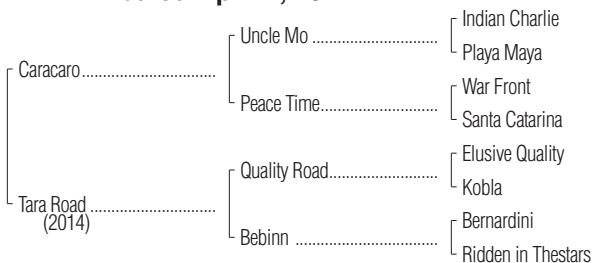 Indian Charlie
Uncle Mo
Playa Maya
Caracaro
War Front
Peace Time
Santa Catarina
Elusive Quality
Quality Road
Kobla
Tara Road
(2014)
Bernardini
Bebinn
Ridden in Thestars